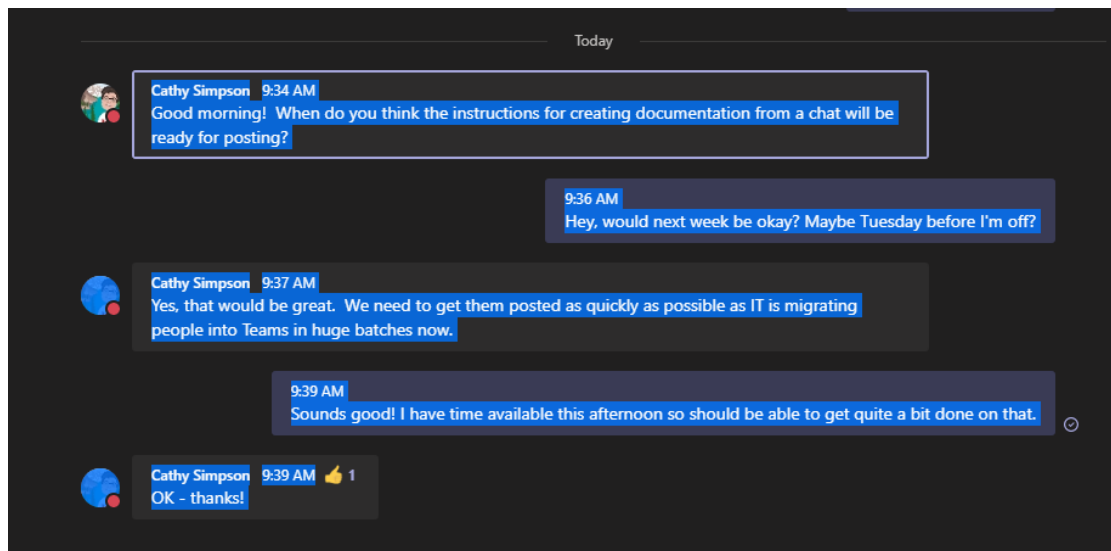 Today
Cathy Simpson 9:34 AM
Good morning!  When do you think the instructions for creating documentation from a chat will be
ready for posting?
9:36 AM
Hey, would next week be okay? Maybe Tuesday before I'm off?
Cathy Simpson 9:37 AM
Yes, that would be great.  We need to get them posted as quickly as possible as IT is migrating
people into Teams in huge batches now.
9:39 AM
Sounds good! I have time available this afternoon so should be able to get quite a bit done on that.
Cathy Simpson 9:39 AM 👍 1
OK - thanks!